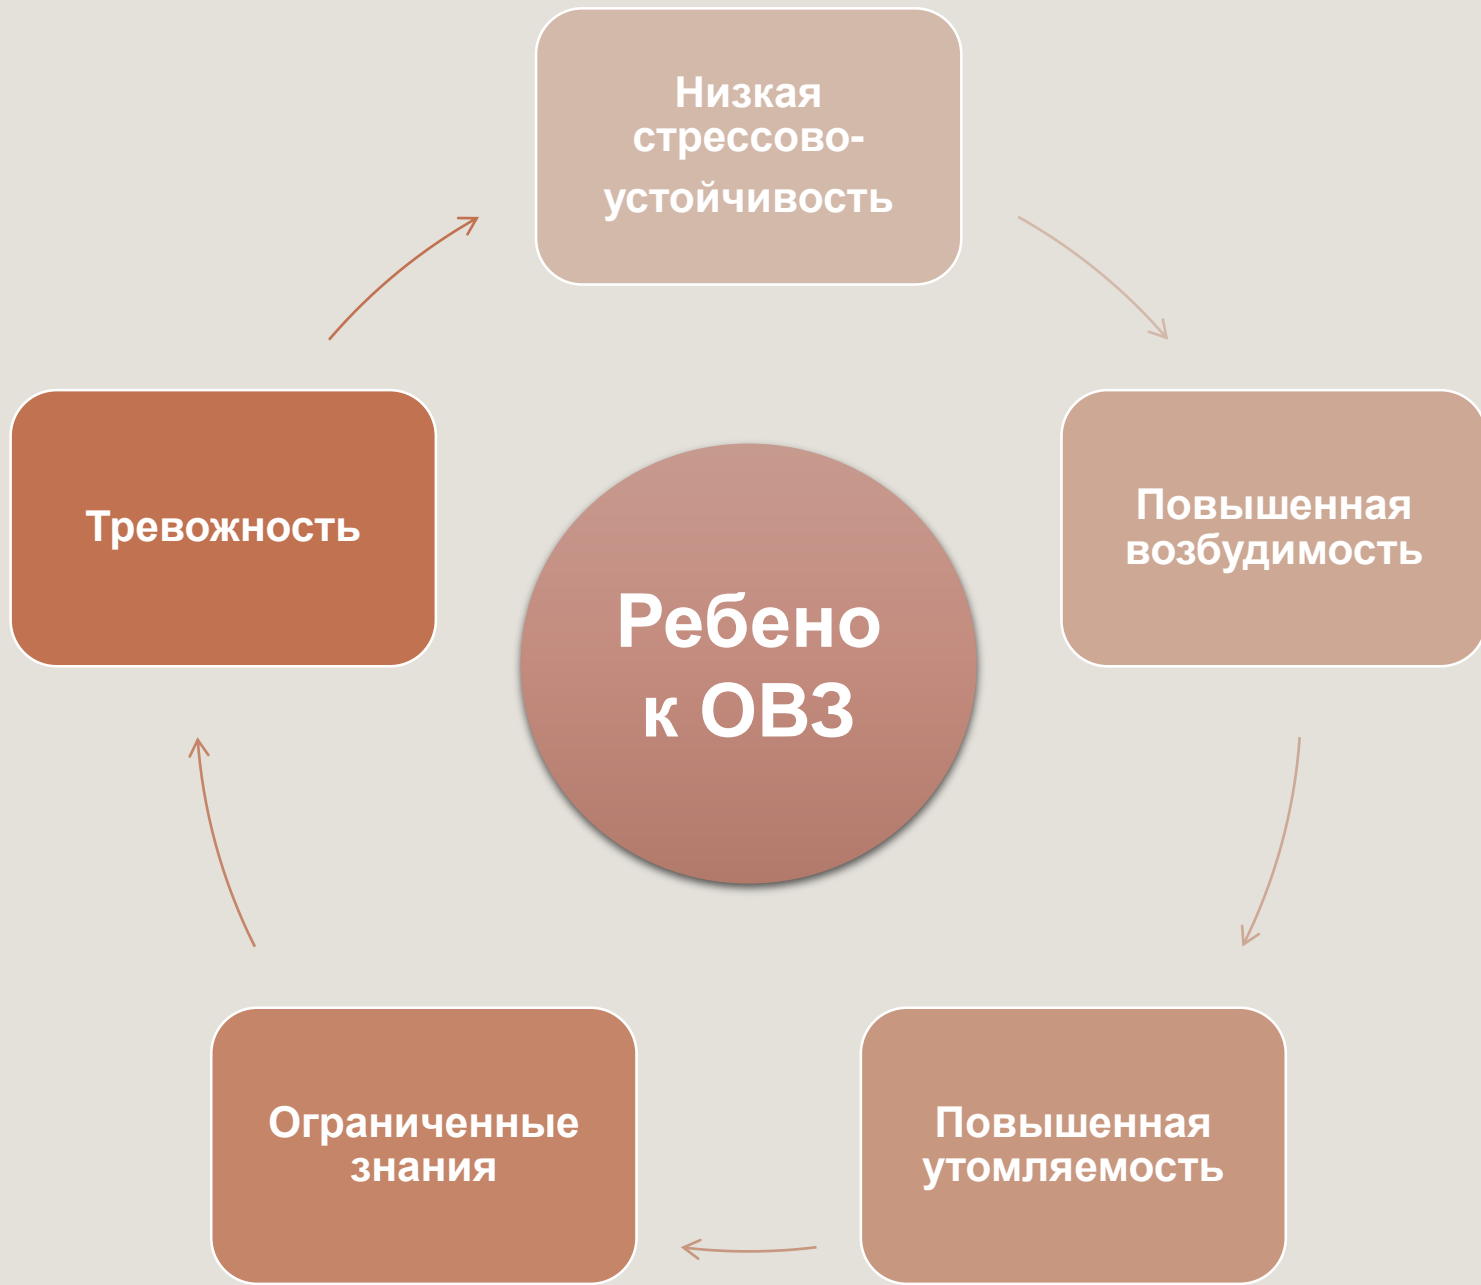 Низкая
стрессово-
устойчивость
Повышенная
возбудимость
Повышенная
утомляемость
Ограниченные
знания
Тревожность
Ребено
к ОВЗ